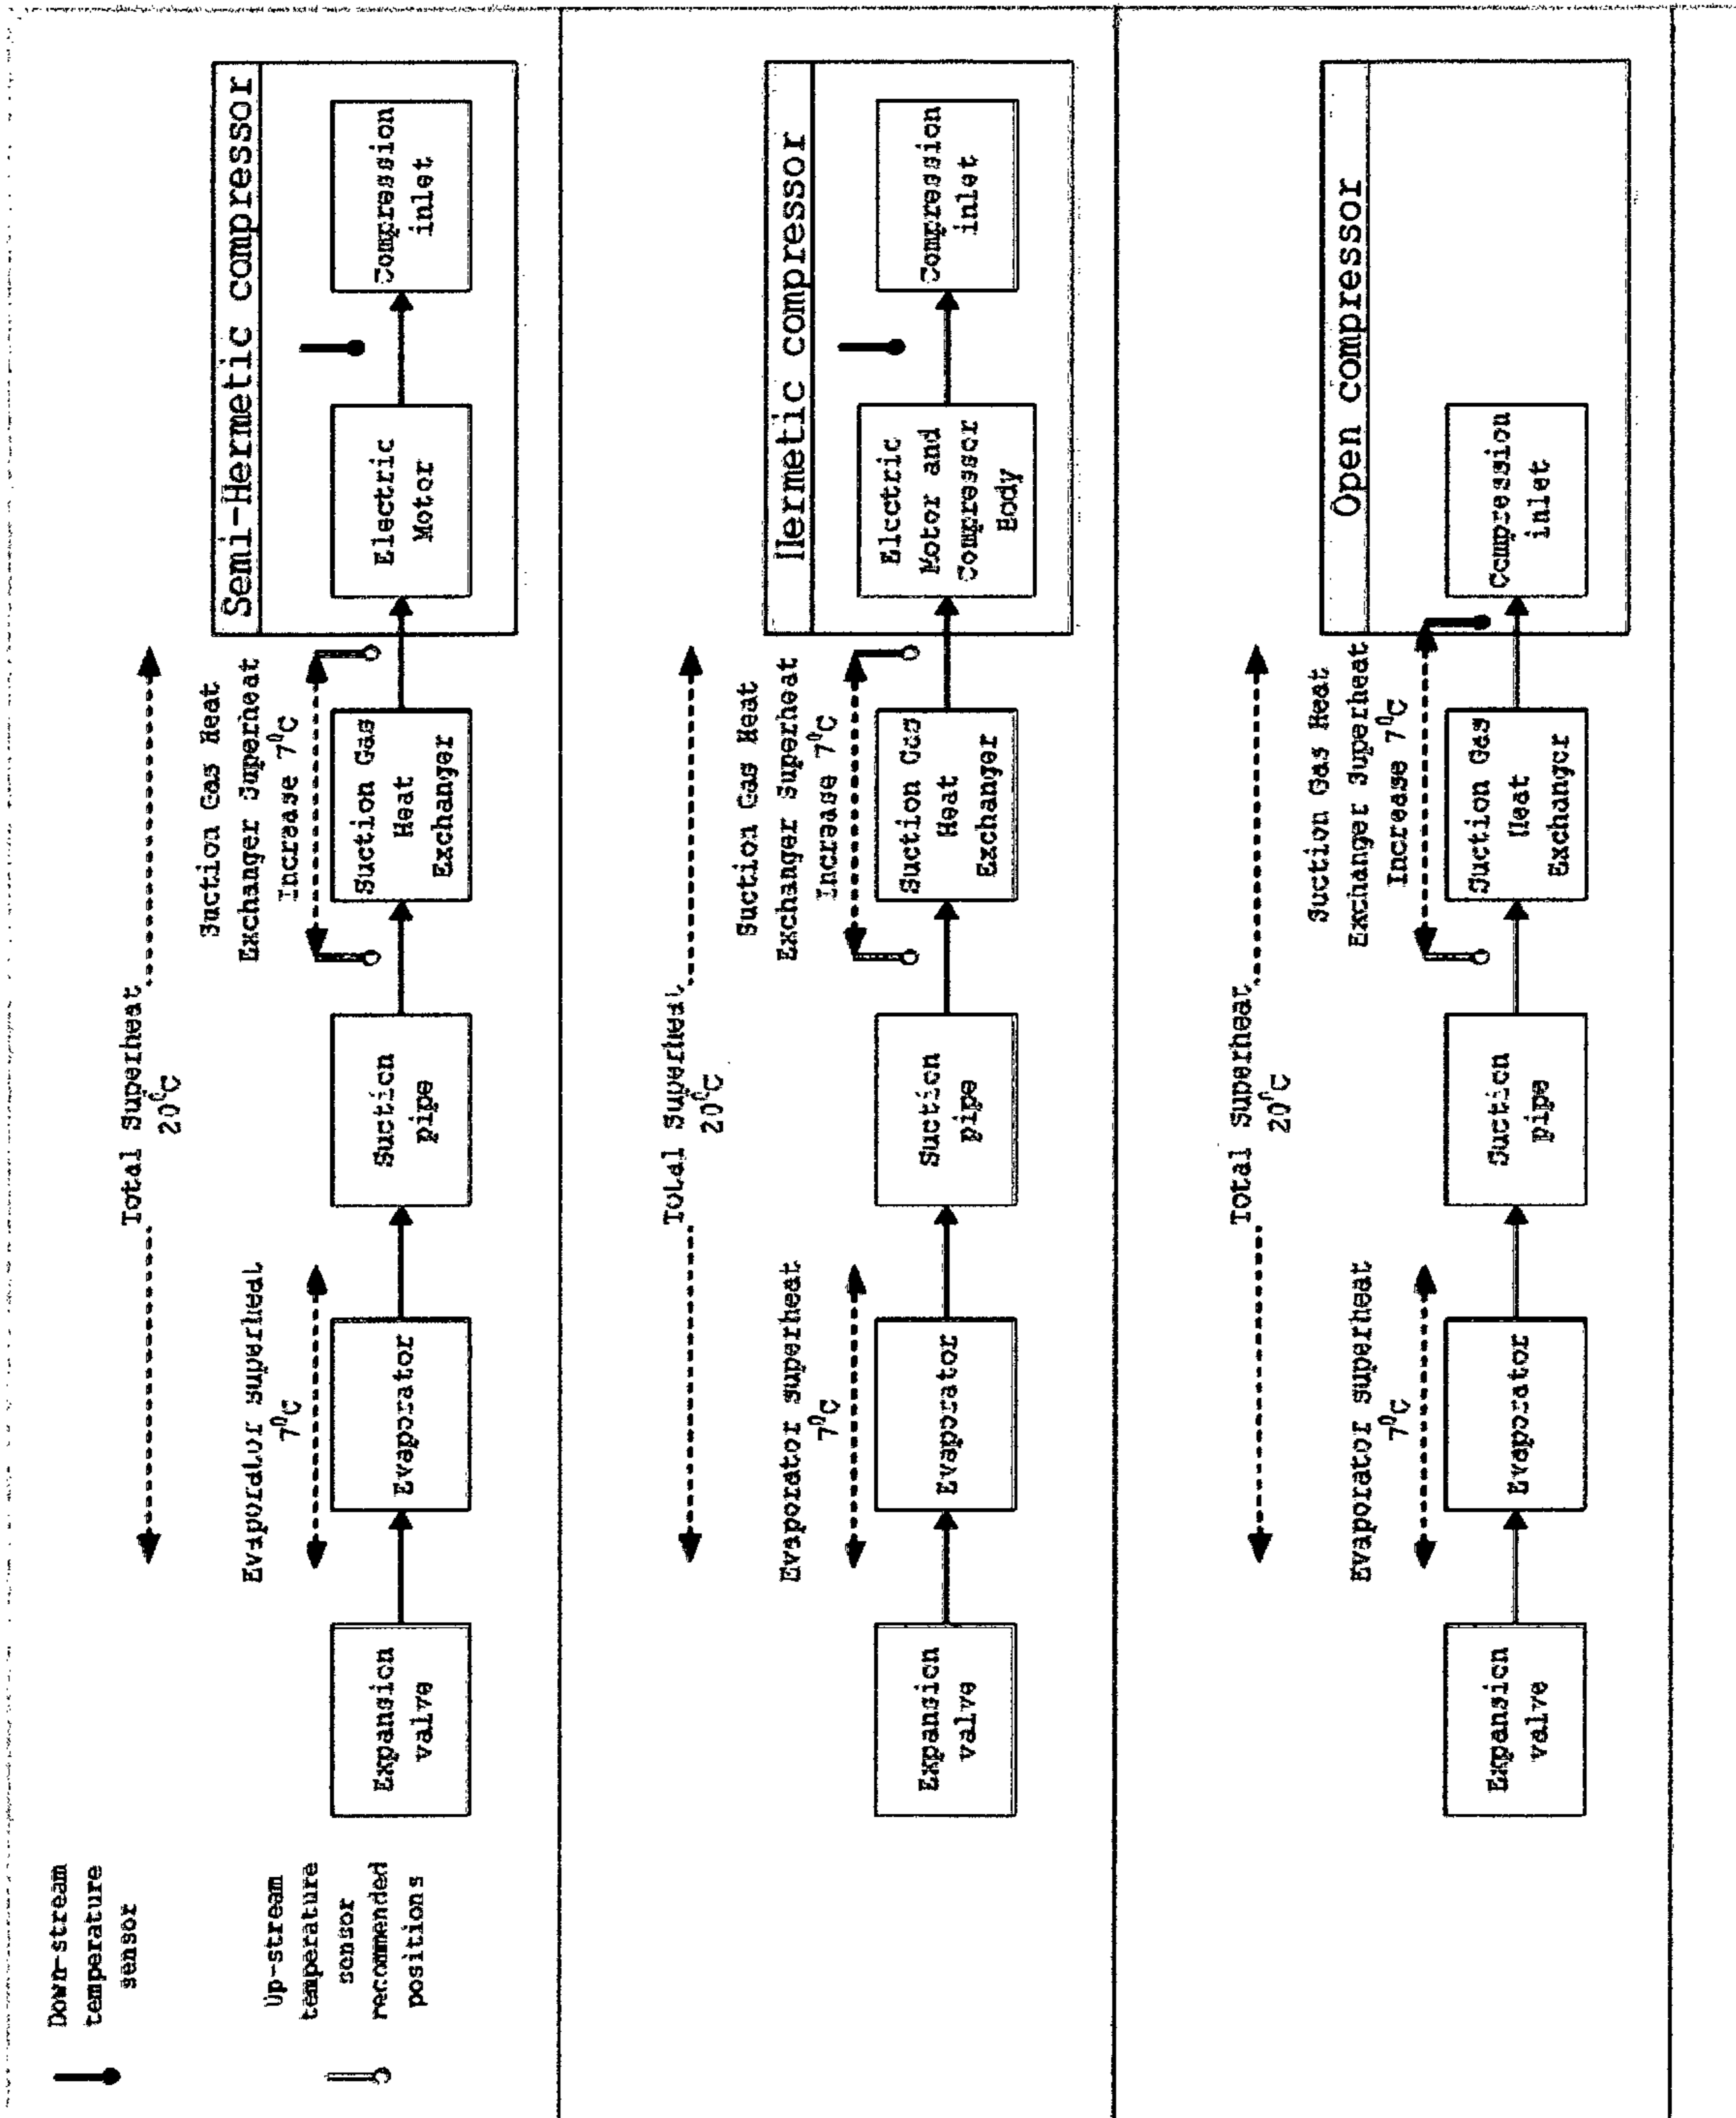 Down-stream
temperature
sensor
Up-stream
temperature
sensor
recommended
positions
Total Superheat
20⁰C
Evaporator superheat
7⁰C
Suction Gas Heat
Exchanger Superheat
Increase 7⁰C
Semi-Hermetic compressor
Expansion
valve
Evaporator
Suction
pipe
Suction Gas
Heat
Exchanger
Electric
Motor
Compression
inlet
Total Superheat
20⁰C
Evaporator superheat
7⁰C
Suction Gas Heat
Exchanger Superheat
Increase 7⁰C
Hermetic compressor
Expansion
valve
Evaporator
Suction
pipe
Suction Gas
Heat
Exchanger
Electric
Motor and
Compressor
Body
Compression
inlet
Total Superheat
20⁰C
Evaporator superheat
7⁰C
Suction Gas Heat
Exchanger Superheat
Increase 7⁰C
Open compressor
Expansion
valve
Evaporator
Suction
pipe
Suction Gas
Heat
Exchanger
Compression
inlet